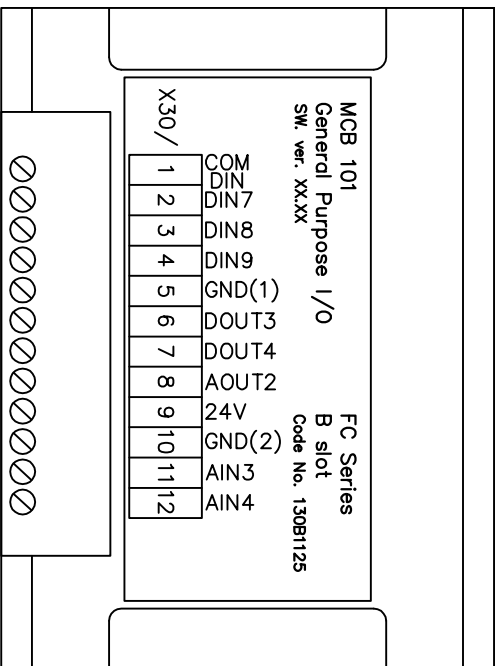 MCB 101
General Purpose I/O
SW. ver. XX.XX
FC Series
B slot
Code No. 130B1125
X30/
1 COM DIN
2 DIN7
3 DIN8
4 DIN9
5 GND(1)
6 DOUT3
7 DOUT4
8 AOUT2
9 24V
10 GND(2)
11 AIN3
12 AIN4